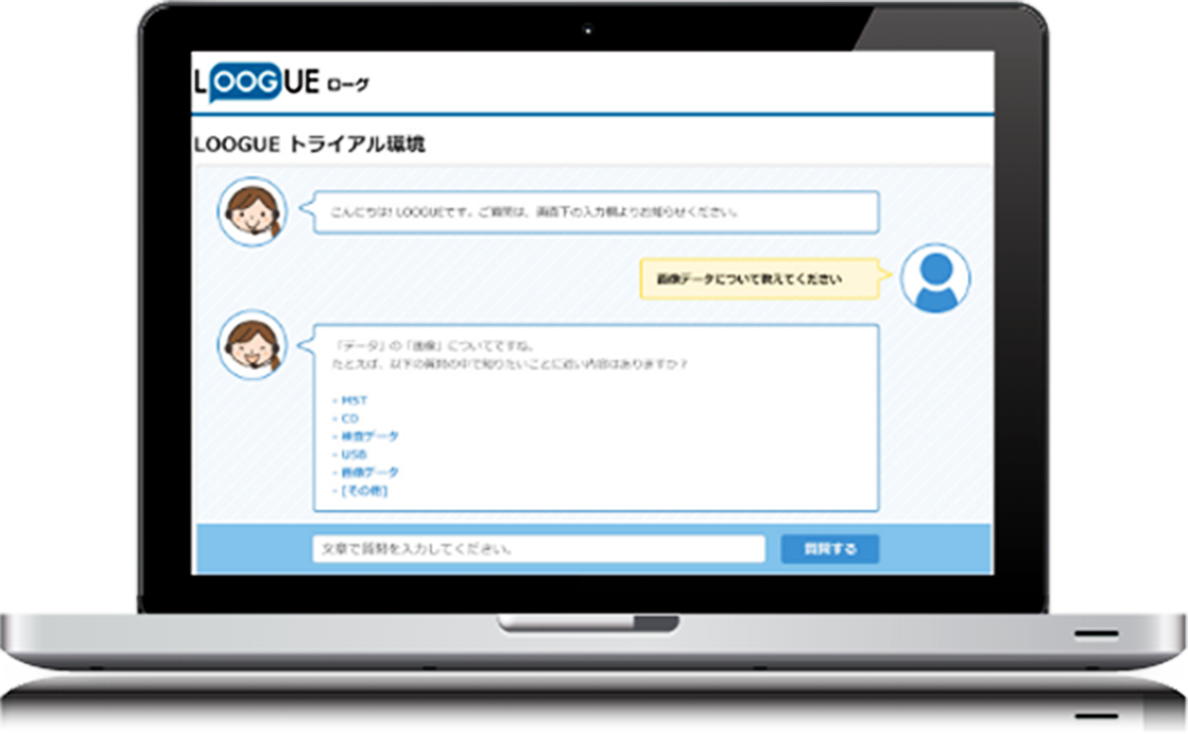 LOOGUE ローグ
LOOGUE トライアル環境
こんにちは! LOOGUEです。ご質問は、画面下の入力欄よりお知らせください。
画像データについて教えてください
「データ」の「画像」についてですね。
たとえば、以下の質問の中で知りたいことに近い内容はありますか？
- MST
- CD
- 検査データ
- USB
- 画像データ
- [その他]
文章で質問を入力してください。
質問する